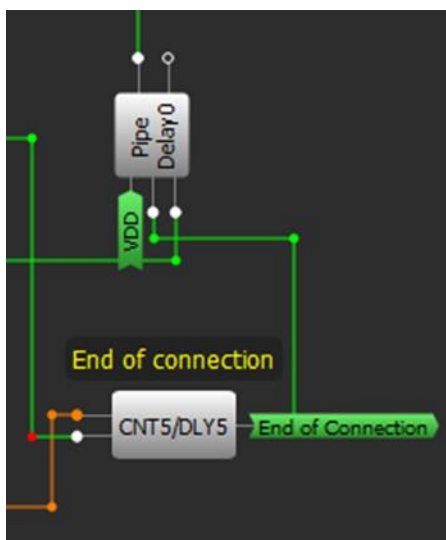 Pipe
Delay0
VDD
End of connection
CNT5/DLY5
End of Connection